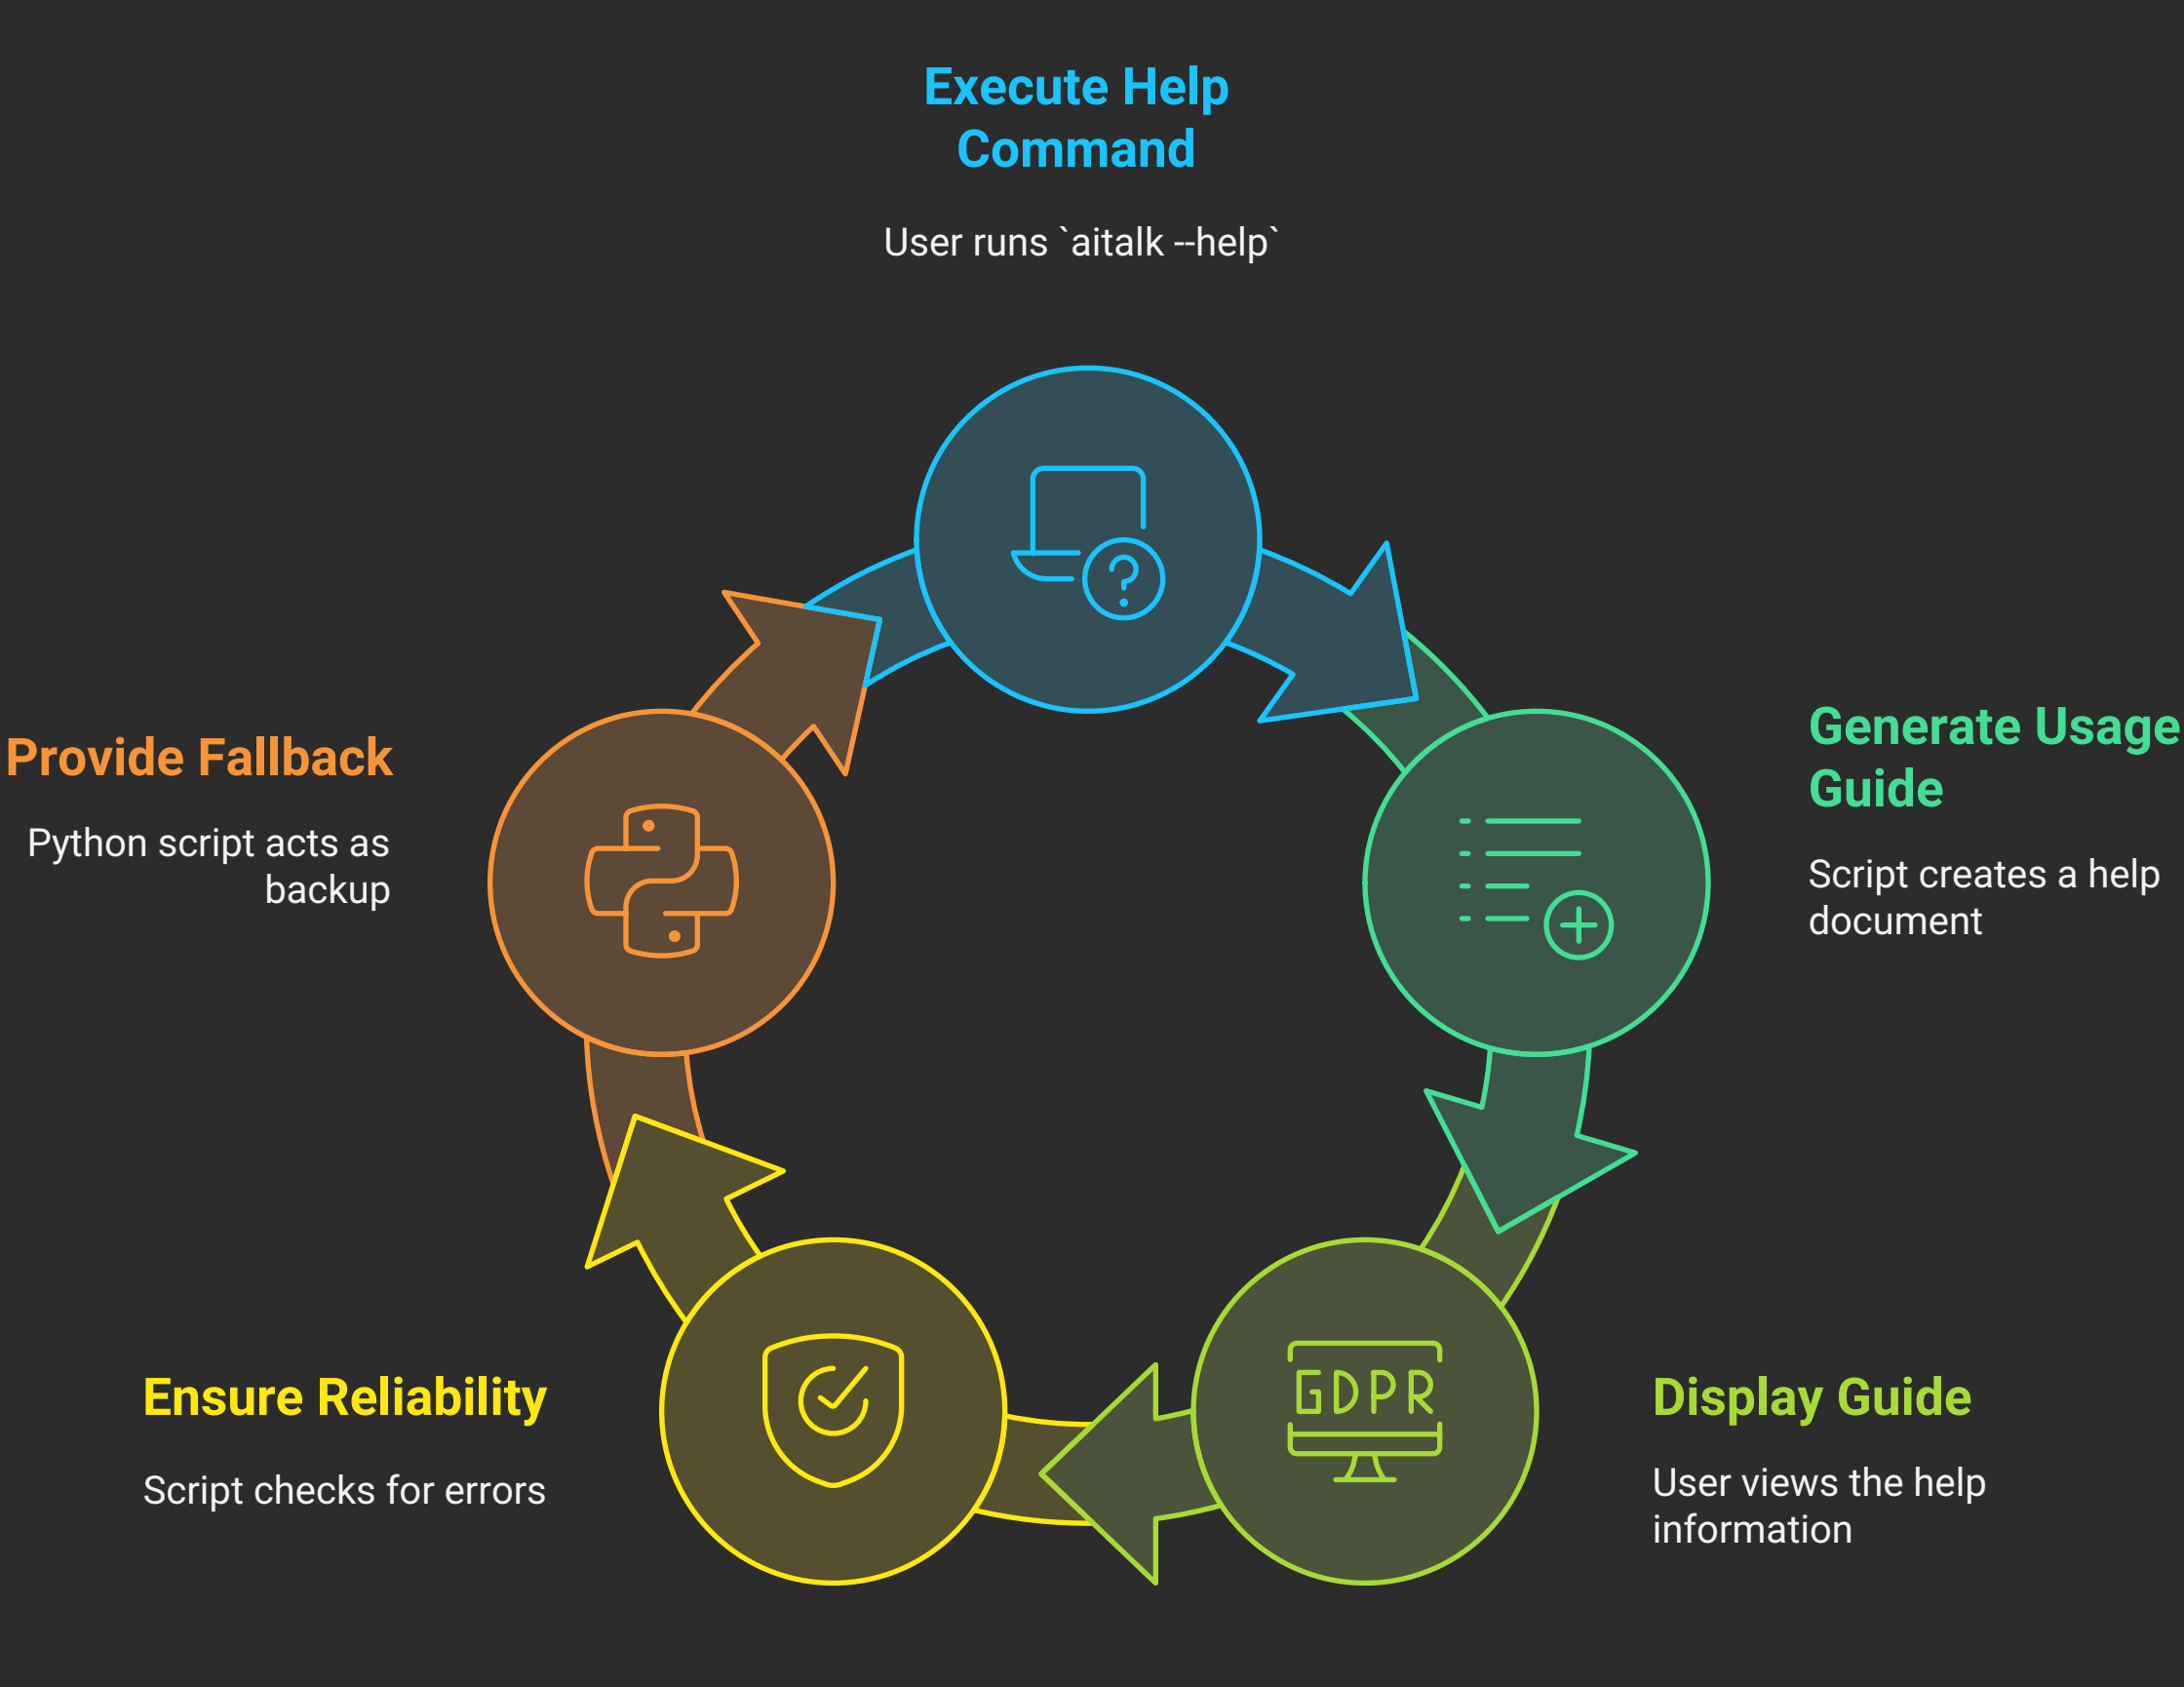 Execute Help
Command
User runs `aitalk --help`
Generate Usage
Guide
Script creates a help
document
Provide Fallback
Python script acts as
backup
GDPR
Display Guide
User views the help
information
Ensure Reliability
Script checks for errors